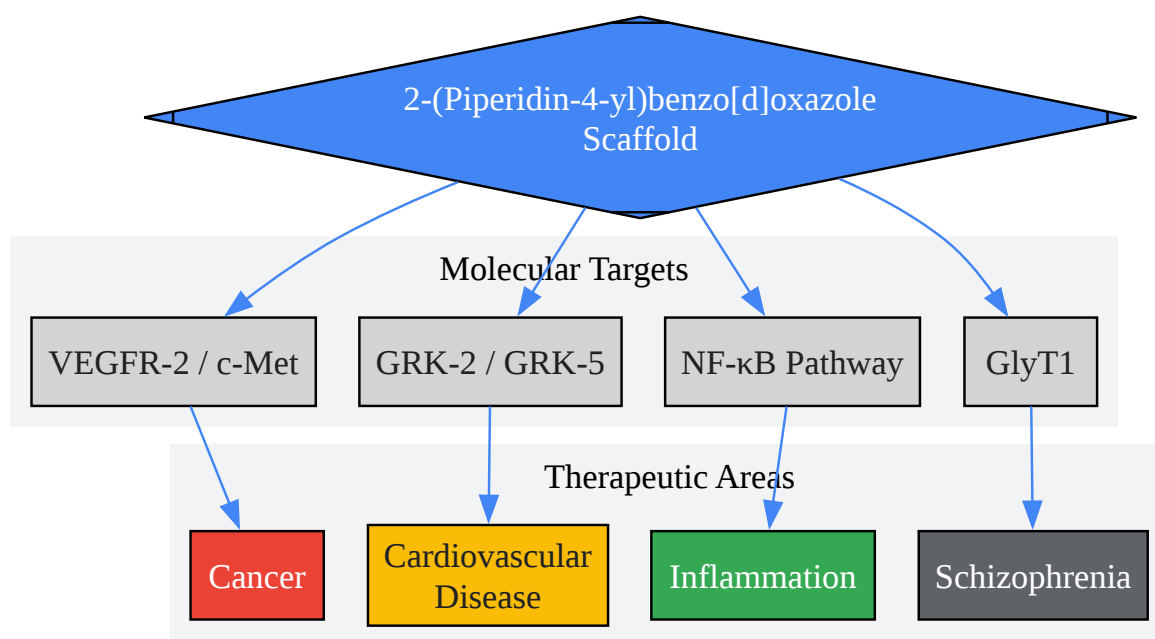 2-(Piperidin-4-yl)benzo[d]oxazole
Scaffold
Molecular Targets
VEGFR-2 / c-Met
GRK-2 / GRK-5
NF-κB Pathway
GlyT1
Therapeutic Areas
Cancer
Cardiovascular
Disease
Inflammation
Schizophrenia